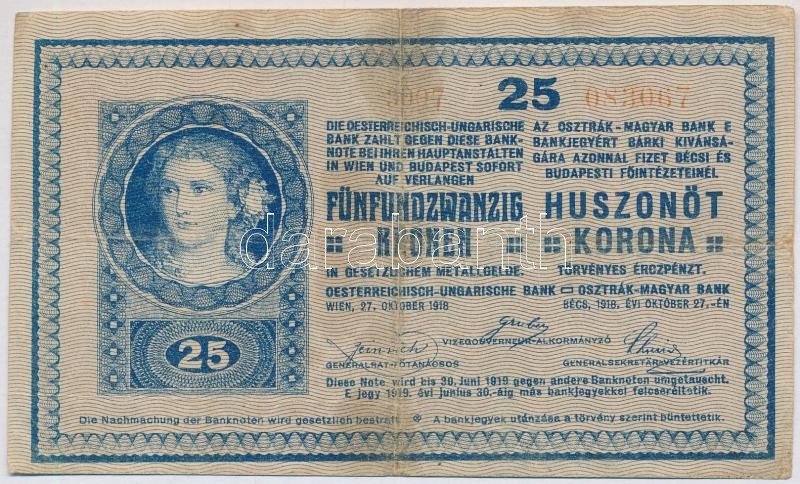 25 083067
DIE OESTERREICHISCH-UNGARISCHE
BANK ZAHLT GEGEN DIESE BANK-
NOTE BEI IHREN HAUPTANSTALTEN
IN WIEN UND BUDAPEST SOFORT
AUF VERLANGEN
FÜNFUNDZWANZIG
KRONEN
IN GESETZLICHEM METALLGELDE.
OESTERREICHISCH-UNGARISCHE BANK
WIEN, 27. OKTOBER 1918
AZ OSZTRÁK-MAGYAR BANK E
BANKJEGYÉRT BÁRKI KIVÁNSÁ-
GÁRA AZONNAL FIZET BÉCSI ÉS
BUDAPESTI FŐINTÉZETEINÉL
HUSZONÖT
KORONA
TÖRVÉNYES ÉRCZPÉNZT.
OSZTRÁK-MAGYAR BANK
BÉCS, 1918. ÉVI OKTÓBER 27.-ÉN
darabanth
Gruber
VIZEGOUVERNEUR-ALKORMÁNYZÓ
GENERALRAT-FŐTANÁCSOS
GENERALSEKRETÄR-VEZÉRTITKÁR
Diese Note wird bis 30. Juni 1919 gegen andere Banknoten umgetauscht.
E jegy 1919. évi junius 30.-áig más bankjegyekkel felcseréltetik.
25
Die Nachmachung der Banknoten wird gesetzlich bestraft. A bankjegyek utánzása a törvény szerint büntettetik.